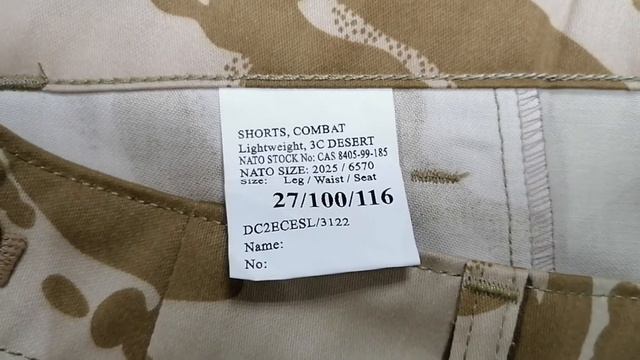 SHORTS, COMBAT
Lightweight, 3C DESERT
NATO STOCK No: CAS 8405-99-185
NATO SIZE: 2025 / 6570
Size: Leg / Waist / Seat
27/100/116
DC2ECESL/3122
Name:
No: